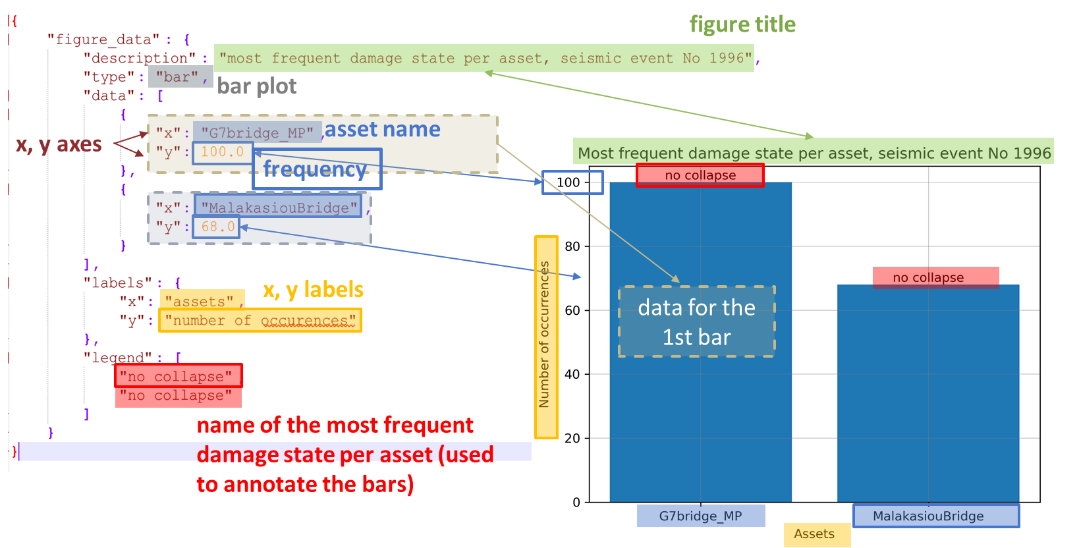 {
"figure_data": {
"description": "most frequent damage state per asset, seismic event No 1996",
"type": "bar",
"data": [
{
"x": "G7bridge_MP",
"y": 100.0
},
{
"x": "MalakasiouBridge",
"y": 68.0
}
],
"labels": {
"x": "assets",
"y": "number of occurences"
},
"legend": [
"no collapse"
"no collapse"
]
}
}
figure title
bar plot
x, y axes
asset name
frequency
x, y labels
name of the most frequent
damage state per asset (used
to annotate the bars)
Most frequent damage state per asset, seismic event No 1996
no collapse
no collapse
data for the
1st bar
Number of occurrences
100
80
60
40
20
0
G7bridge_MP
MalakasiouBridge
Assets